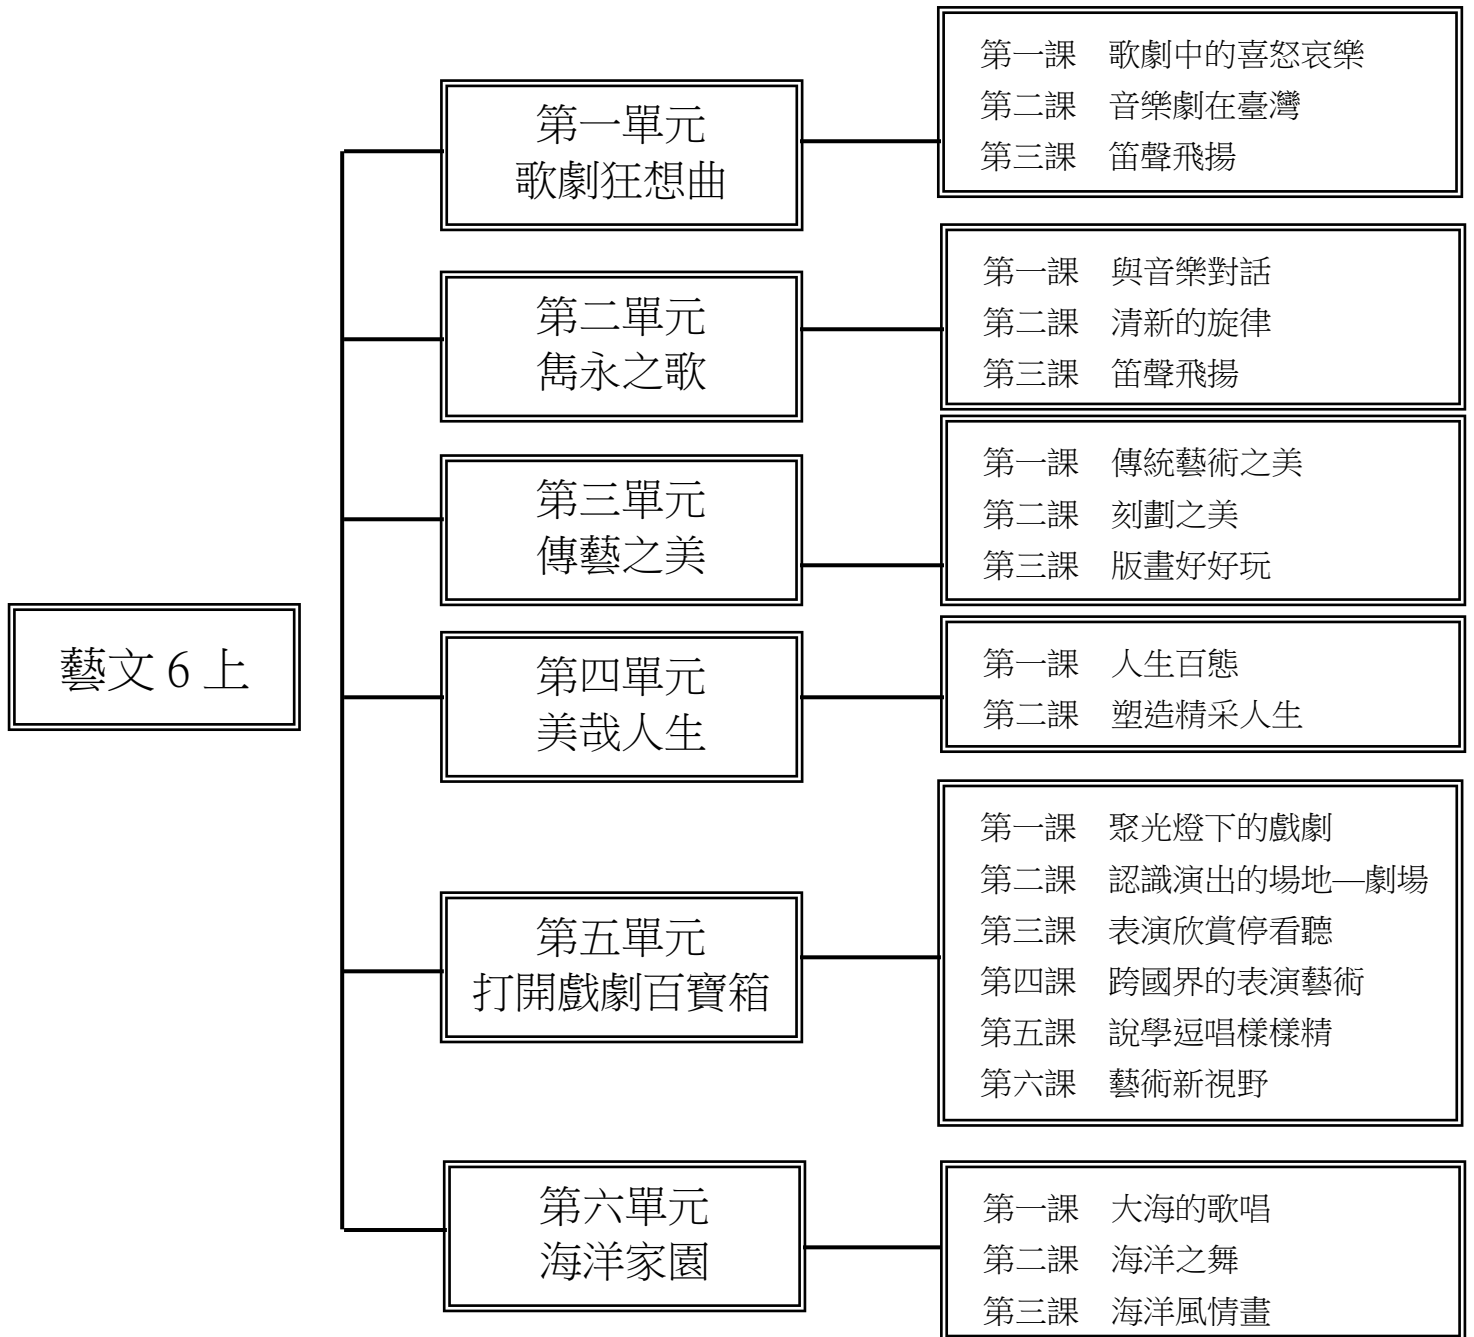 藝文 6 上
第一單元
歌劇狂想曲
第一課　歌劇中的喜怒哀樂
第二課　音樂劇在臺灣
第三課　笛聲飛揚
第二單元
雋永之歌
第一課　與音樂對話
第二課　清新的旋律
第三課　笛聲飛揚
第三單元
傳藝之美
第一課　傳統藝術之美
第二課　刻劃之美
第三課　版畫好好玩
第四單元
美哉人生
第一課　人生百態
第二課　塑造精采人生
第五單元
打開戲劇百寶箱
第一課　聚光燈下的戲劇
第二課　認識演出的場地—劇場
第三課　表演欣賞停看聽
第四課　跨國界的表演藝術
第五課　說學逗唱樣樣精
第六課　藝術新視野
第六單元
海洋家園
第一課　大海的歌唱
第二課　海洋之舞
第三課　海洋風情畫